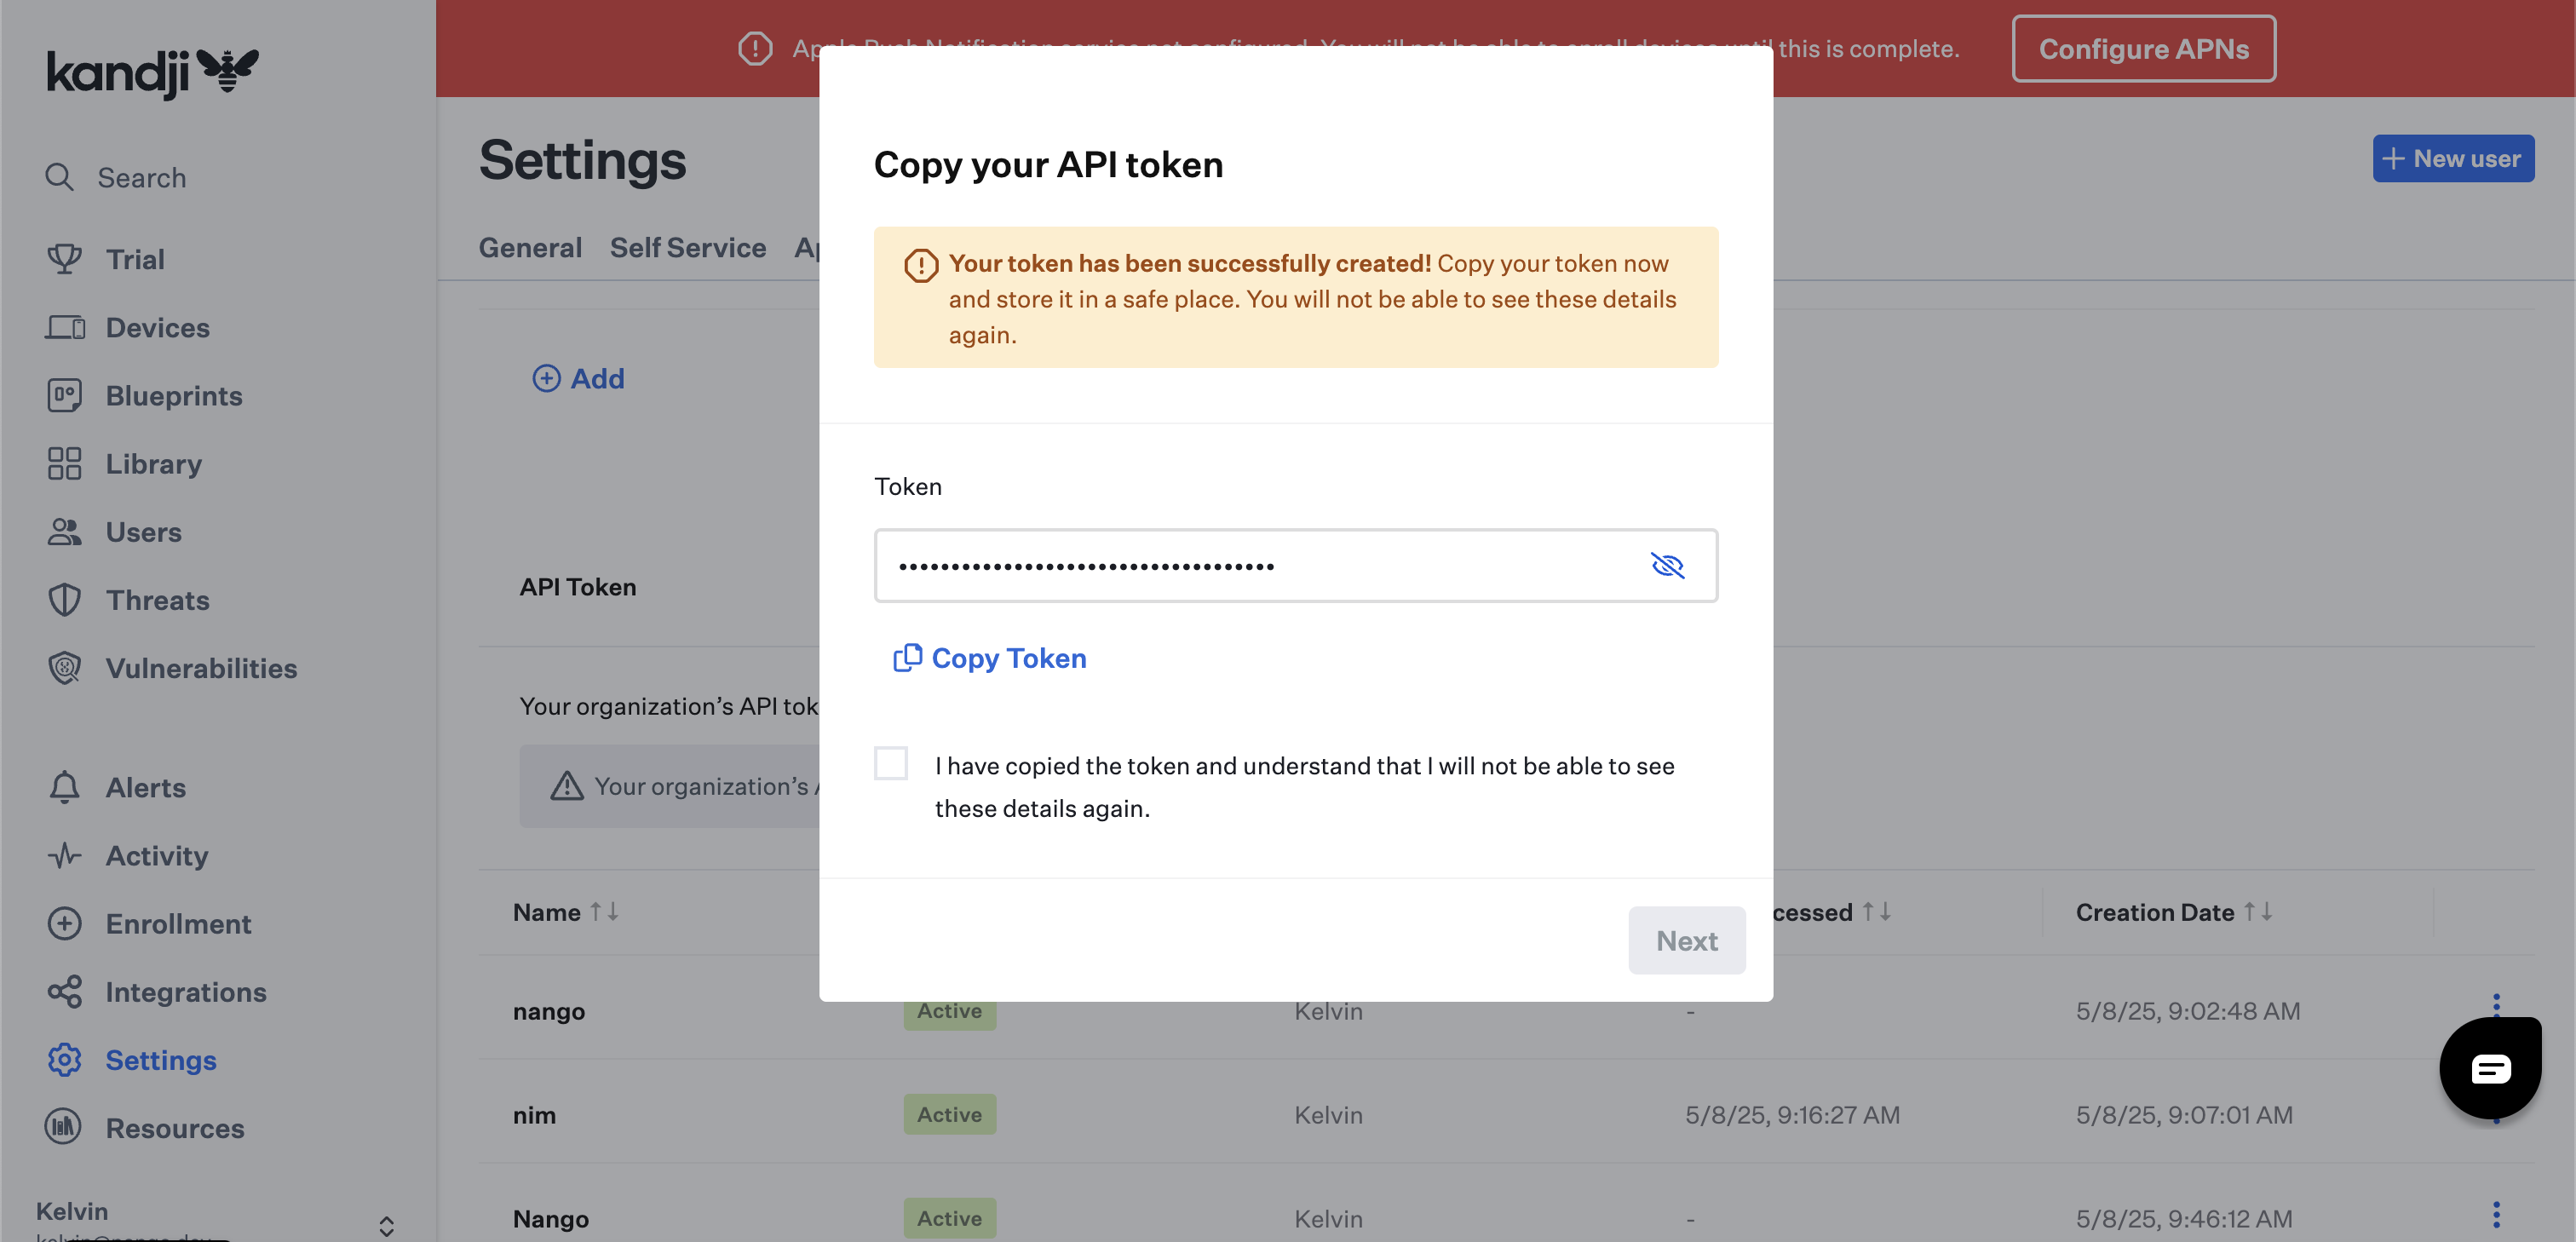 kandji
Search
Trial
Devices
Blueprints
Library
Users
Threats
Vulnerabilities
Alerts
Activity
Enrollment
Integrations
Settings
Resources
Kelvin
this is complete.
Configure APNs
Settings
New user
General Self Service
Add
API Token
Your organization’s API
Your organization’s
Name
cessed
Creation Date
nango Active Kelvin - 5/8/25, 9:02:48 AM
nim Active Kelvin 5/8/25, 9:16:27 AM 5/8/25, 9:07:01 AM
Nango Active Kelvin - 5/8/25, 9:46:12 AM
Copy your API token
Your token has been successfully created! Copy your token now
and store it in a safe place. You will not be able to see these details
again.
Token
••••••••••••••••••••••••••••••••••••
Copy Token
I have copied the token and understand that I will not be able to see
these details again.
Next